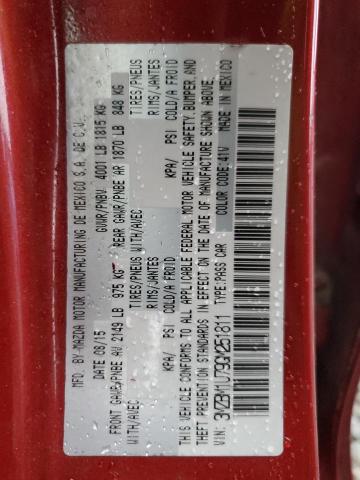 MFD BY-MAZDA MOTOR MANUFACTURING DE MEXICO S.A. DE C.V.
DATE 08/15 GVWR/PNBV 4001 LB 1815 KG
FRONT GAWR/PNBE AV 2149 LB 975 KG REAR GAWR/PNBE AR 1870 LB 848 KG
WITH/AVEC TIRES/PNEUS WITH/AVEC TIRES/PNEUS
RIMS/JANTES RIMS/JANTES
KPA/ PSI COLD/A FROID KPA/ PSI COLD/A FROID
THIS VEHICLE CONFORMS TO ALL APPLICABLE FEDERAL MOTOR VEHICLE SAFETY, BUMPER, AND
THEFT PREVENTION STANDARDS IN EFFECT ON THE DATE OF MANUFACTURE SHOWN ABOVE.
VIN: 3MZBM1U79GM251811 TYPE:PASS CAR COLOR CODE:41V MADE IN MEXICO